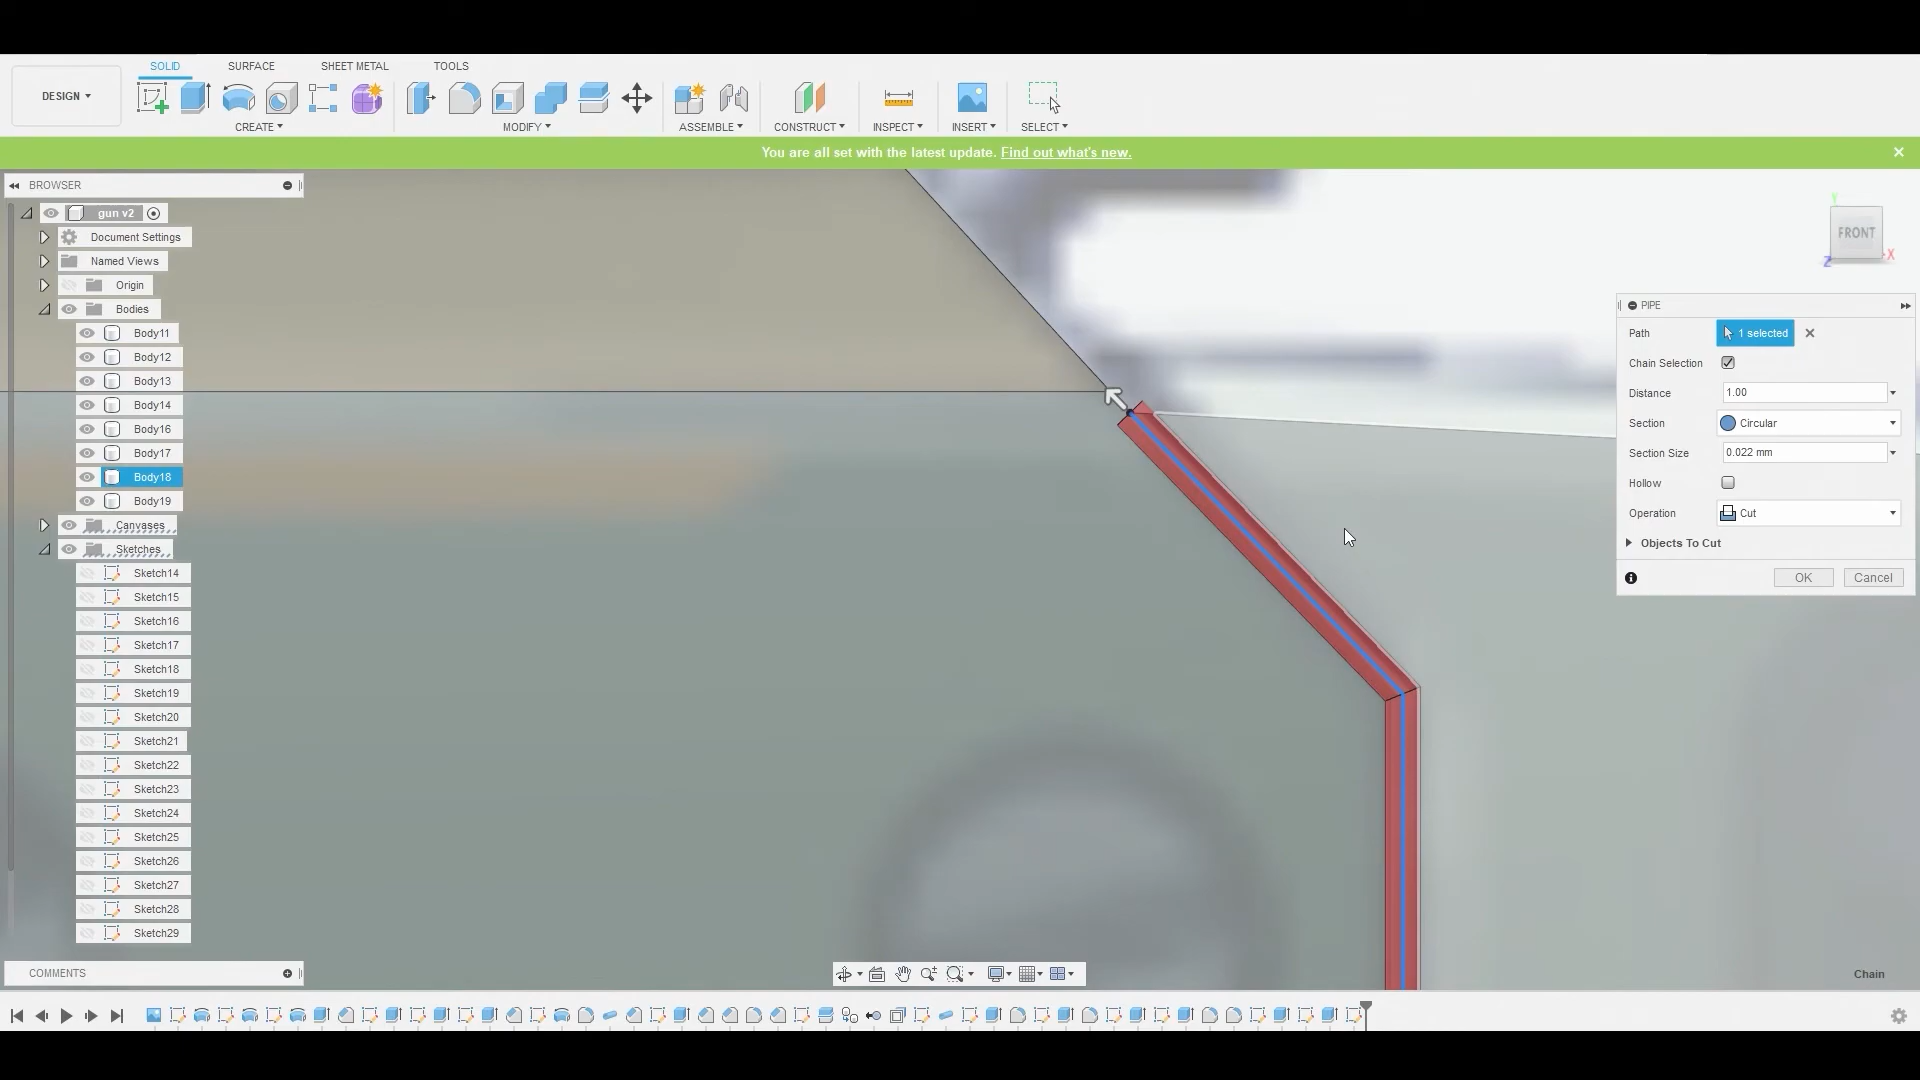 SOLID SURFACE SHEET METAL TOOLS
DESIGN
CREATE MODIFY ASSEMBLE CONSTRUCT INSPECT INSERT SELECT
You are all set with the latest update. Find out what's new.
BROWSER
gun v2
Document Settings
Named Views
Origin
Bodies
Body11
Body12
Body13
Body14
Body16
Body17
Body18
Body19
Canvases
Sketches
Sketch14
Sketch15
Sketch16
Sketch17
Sketch18
Sketch19
Sketch20
Sketch21
Sketch22
Sketch23
Sketch24
Sketch25
Sketch26
Sketch27
Sketch28
Sketch29
COMMENTS
Y
FRONT
X
Z
PIPE
Path 1 selected
Chain Selection
Distance 1.00
Section Circular
Section Size 0.022 mm
Hollow
Operation Cut
Objects To Cut
OK Cancel
Chain